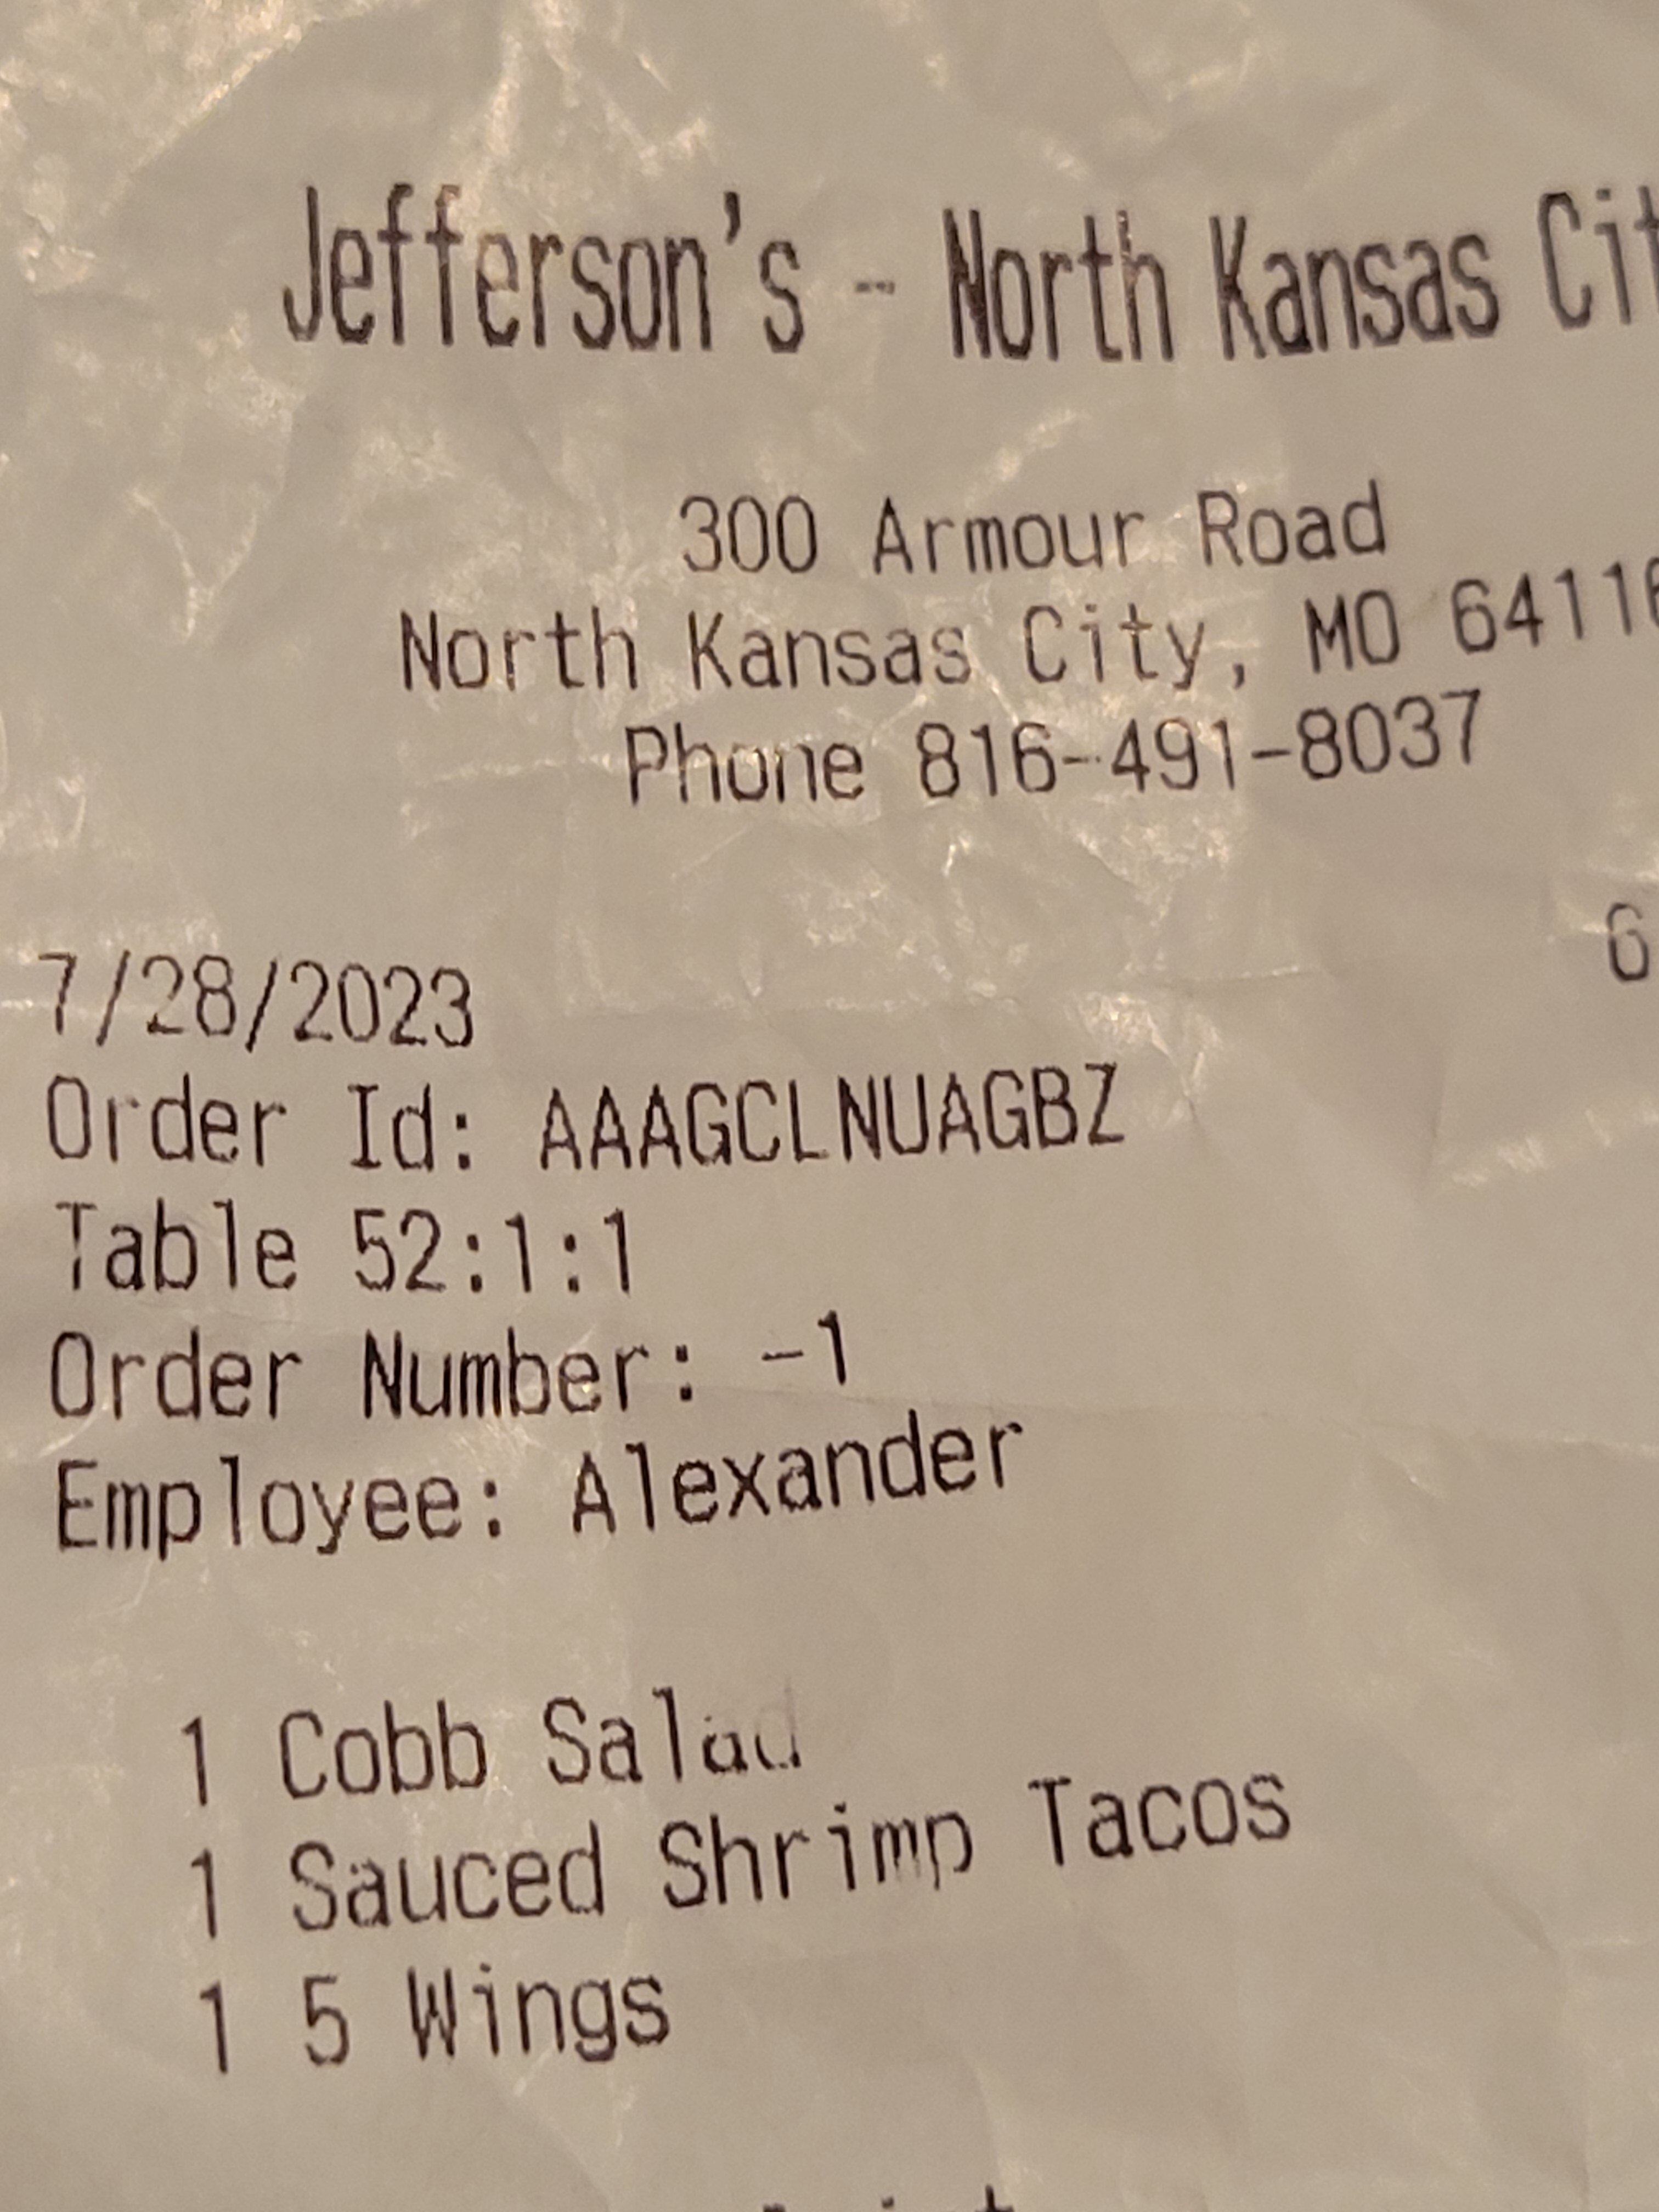 Jefferson's - North Kansas Cit
300 Armour Road
North Kansas City, MO 64116
Phone 816-491-8037
6
7/28/2023
Order Id: AAAGCLNUAGBZ
Table 52:1:1
Order Number: -1
Employee: Alexander
1 Cobb Salad
1 Sauced Shrimp Tacos
1 5 Wings